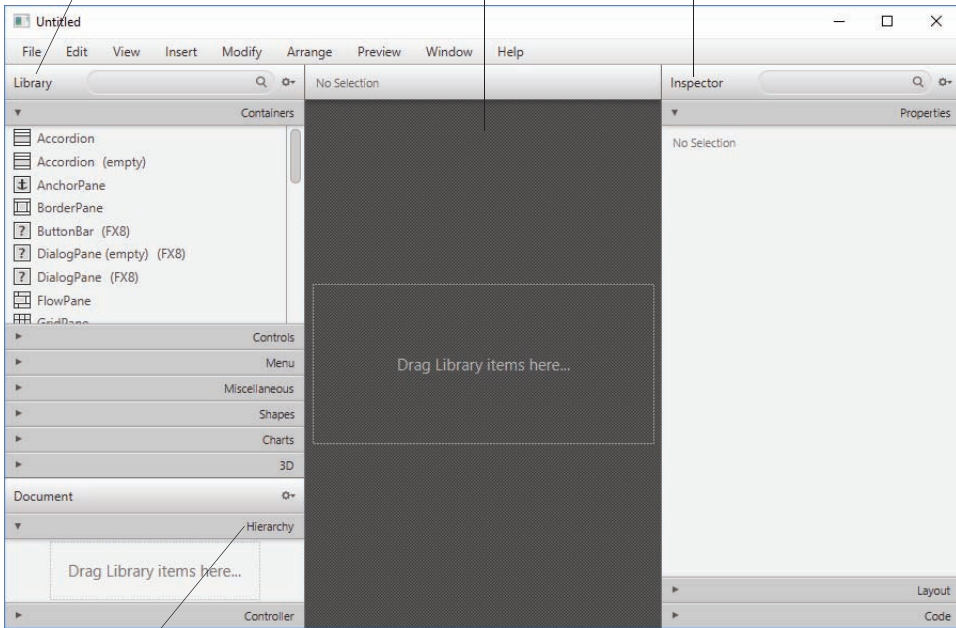 Untitled
File Edit View Insert Modify Arrange Preview Window Help
Library
No Selection
Inspector
Containers
Properties
Accordion
Accordion (empty)
AnchorPane
BorderPane
ButtonBar (FX8)
DialogPane (empty) (FX8)
DialogPane (FX8)
FlowPane
GridPane
Controls
Menu
Miscellaneous
Shapes
Charts
3D
Document
Hierarchy
Drag Library items here...
Controller
Drag Library items here...
No Selection
Layout
Code